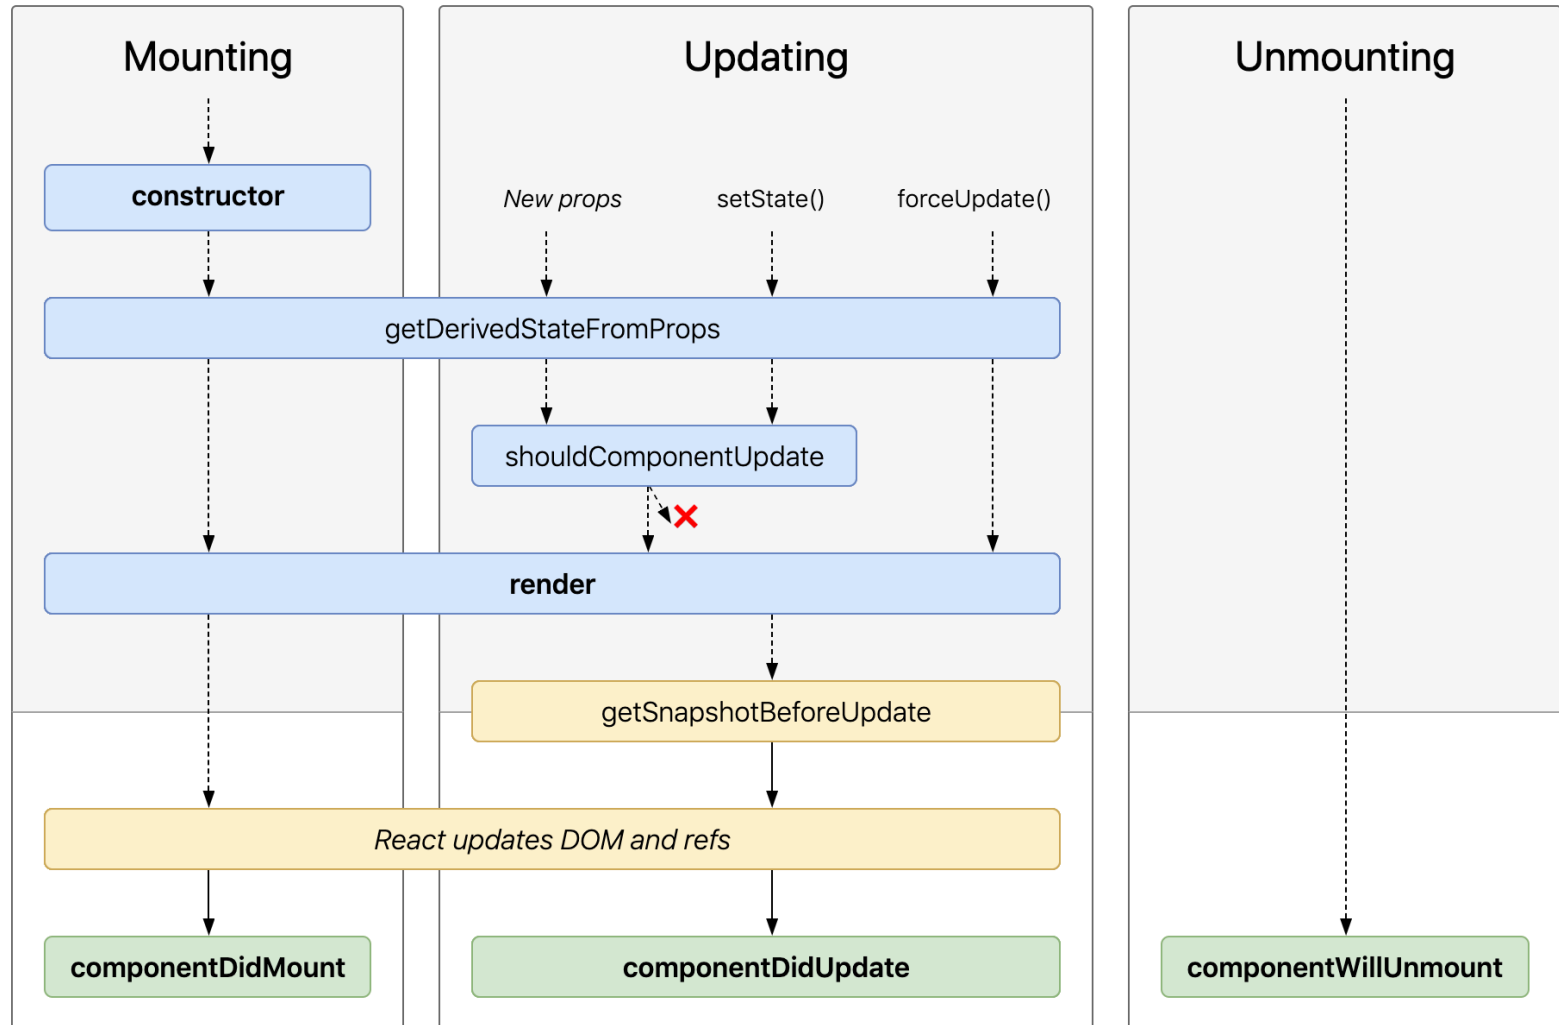 Mounting
Updating
Unmounting
constructor
New props
setState()
forceUpdate()
getDerivedStateFromProps
shouldComponentUpdate
render
getSnapshotBeforeUpdate
React updates DOM and refs
componentDidMount
componentDidUpdate
componentWillUnmount